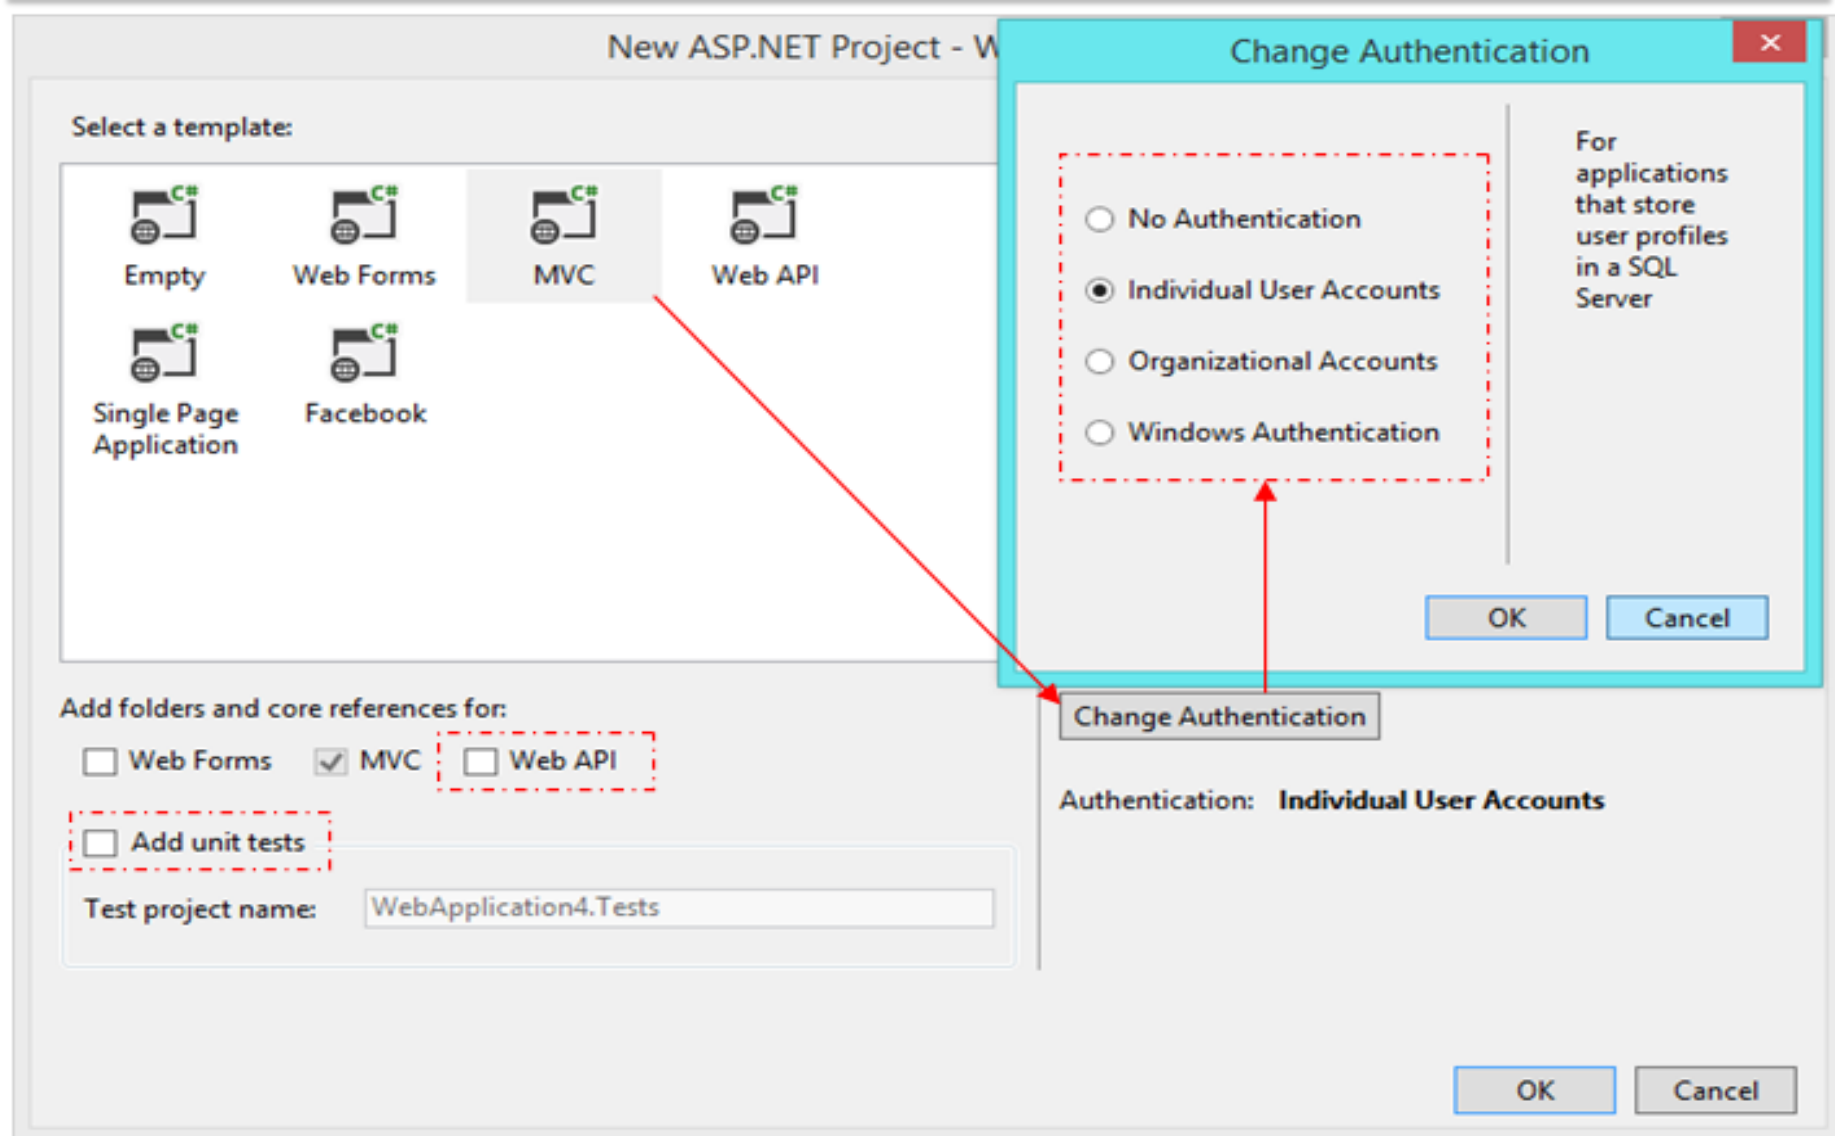 New ASP.NET Project - W
Change Authentication
Select a template:
C#
C#
C#
C#
Empty
Web Forms
MVC
Web API
C#
C#
Single Page
Application
Facebook
No Authentication
Individual User Accounts
Organizational Accounts
Windows Authentication
For
applications
that store
user profiles
in a SQL
Server
OK
Cancel
Add folders and core references for:
Web Forms
MVC
Web API
Add unit tests
Test project name:
WebApplication4.Tests
Change Authentication
Authentication: Individual User Accounts
OK
Cancel